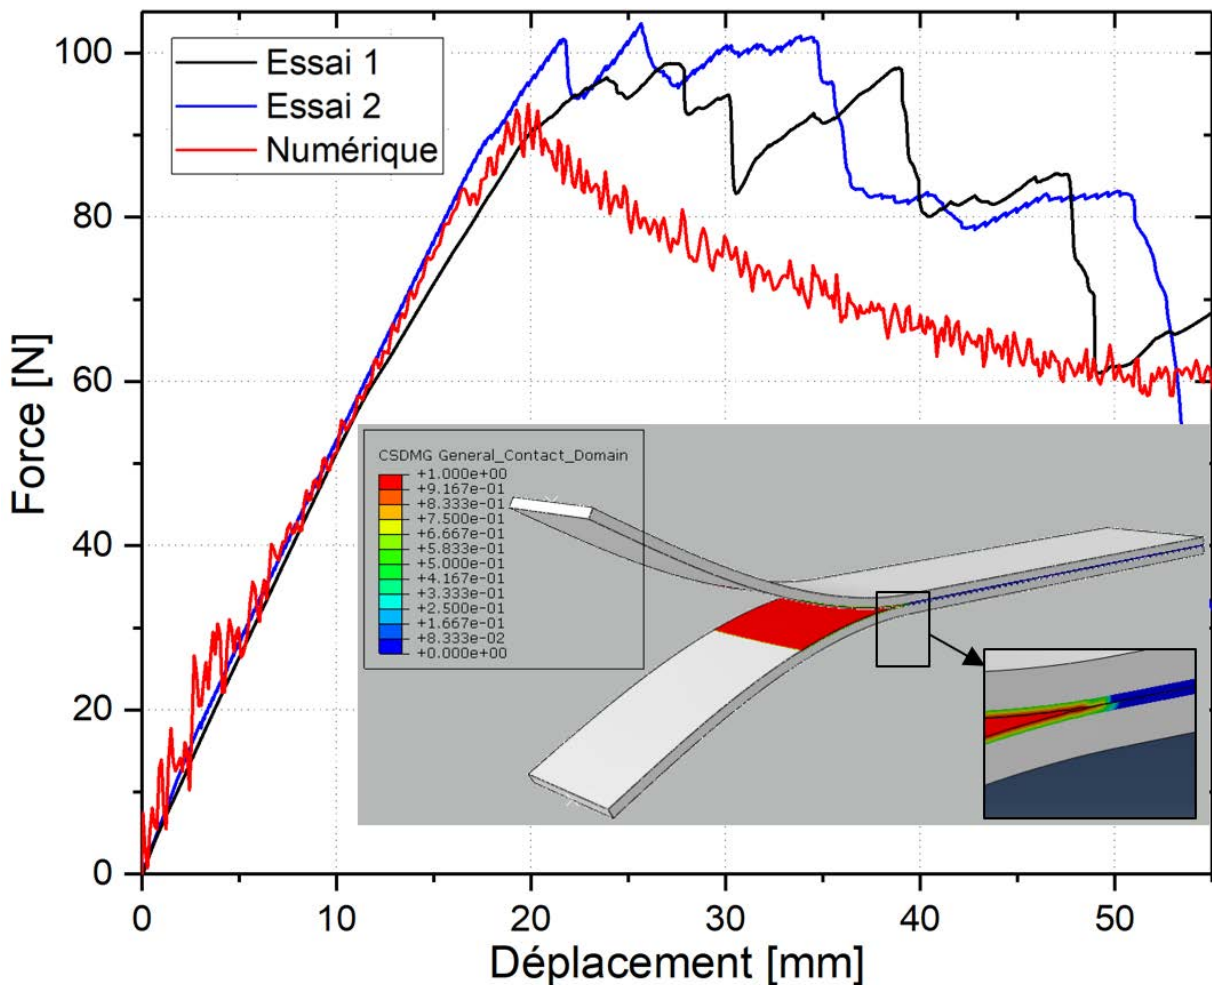 Essai 1
Essai 2
Numérique
Force [N]
100
80
60
40
20
0
CSDMG General_Contact_Domain
+1.000e+00
+9.167e-01
+8.333e-01
+7.500e-01
+6.667e-01
+5.833e-01
+5.000e-01
+4.167e-01
+3.333e-01
+2.500e-01
+1.667e-01
+8.333e-02
+0.000e+00
0 10 20 30 40 50
Déplacement [mm]